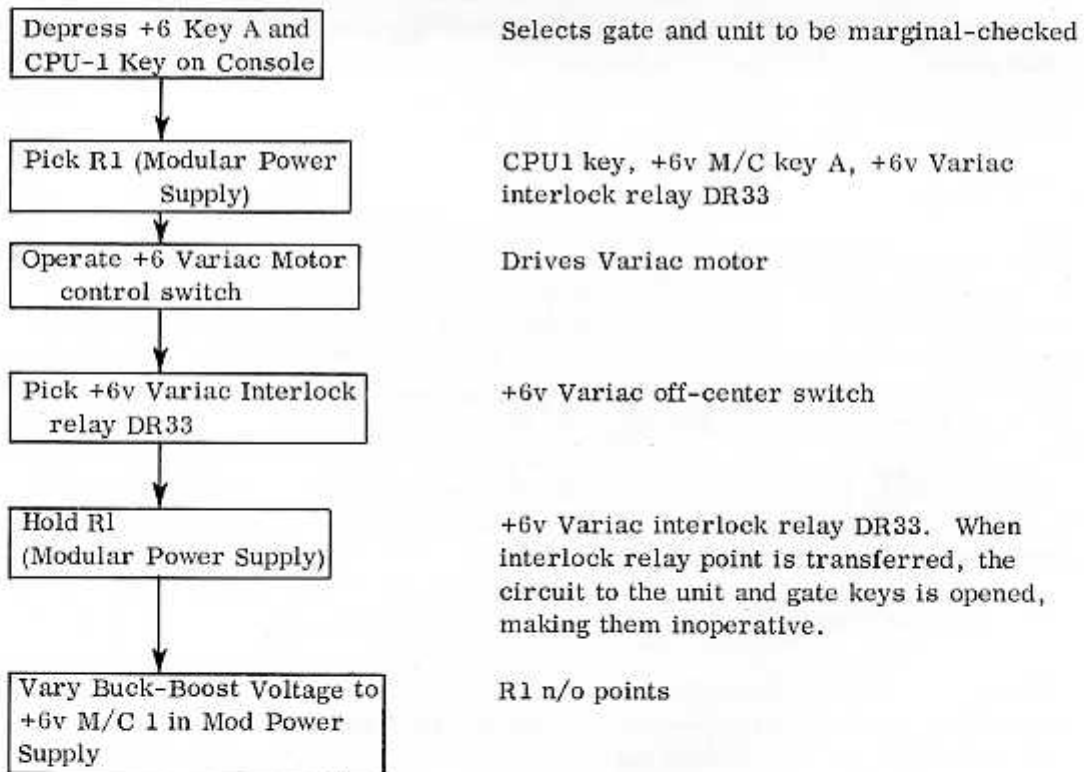 Depress +6 Key A and
CPU-1 Key on Console
Selects gate and unit to be marginal-checked
Pick R1 (Modular Power
Supply)
CPU1 key, +6v M/C key A, +6v Variac
interlock relay DR33
Operate +6 Variac Motor
control switch
Drives Variac motor
Pick +6v Variac Interlock
relay DR33
+6v Variac off-center switch
Hold R1
(Modular Power Supply)
+6v Variac interlock relay DR33. When
interlock relay point is transferred, the
circuit to the unit and gate keys is opened,
making them inoperative.
Vary Buck-Boost Voltage to
+6v M/C 1 in Mod Power
Supply
R1 n/o points